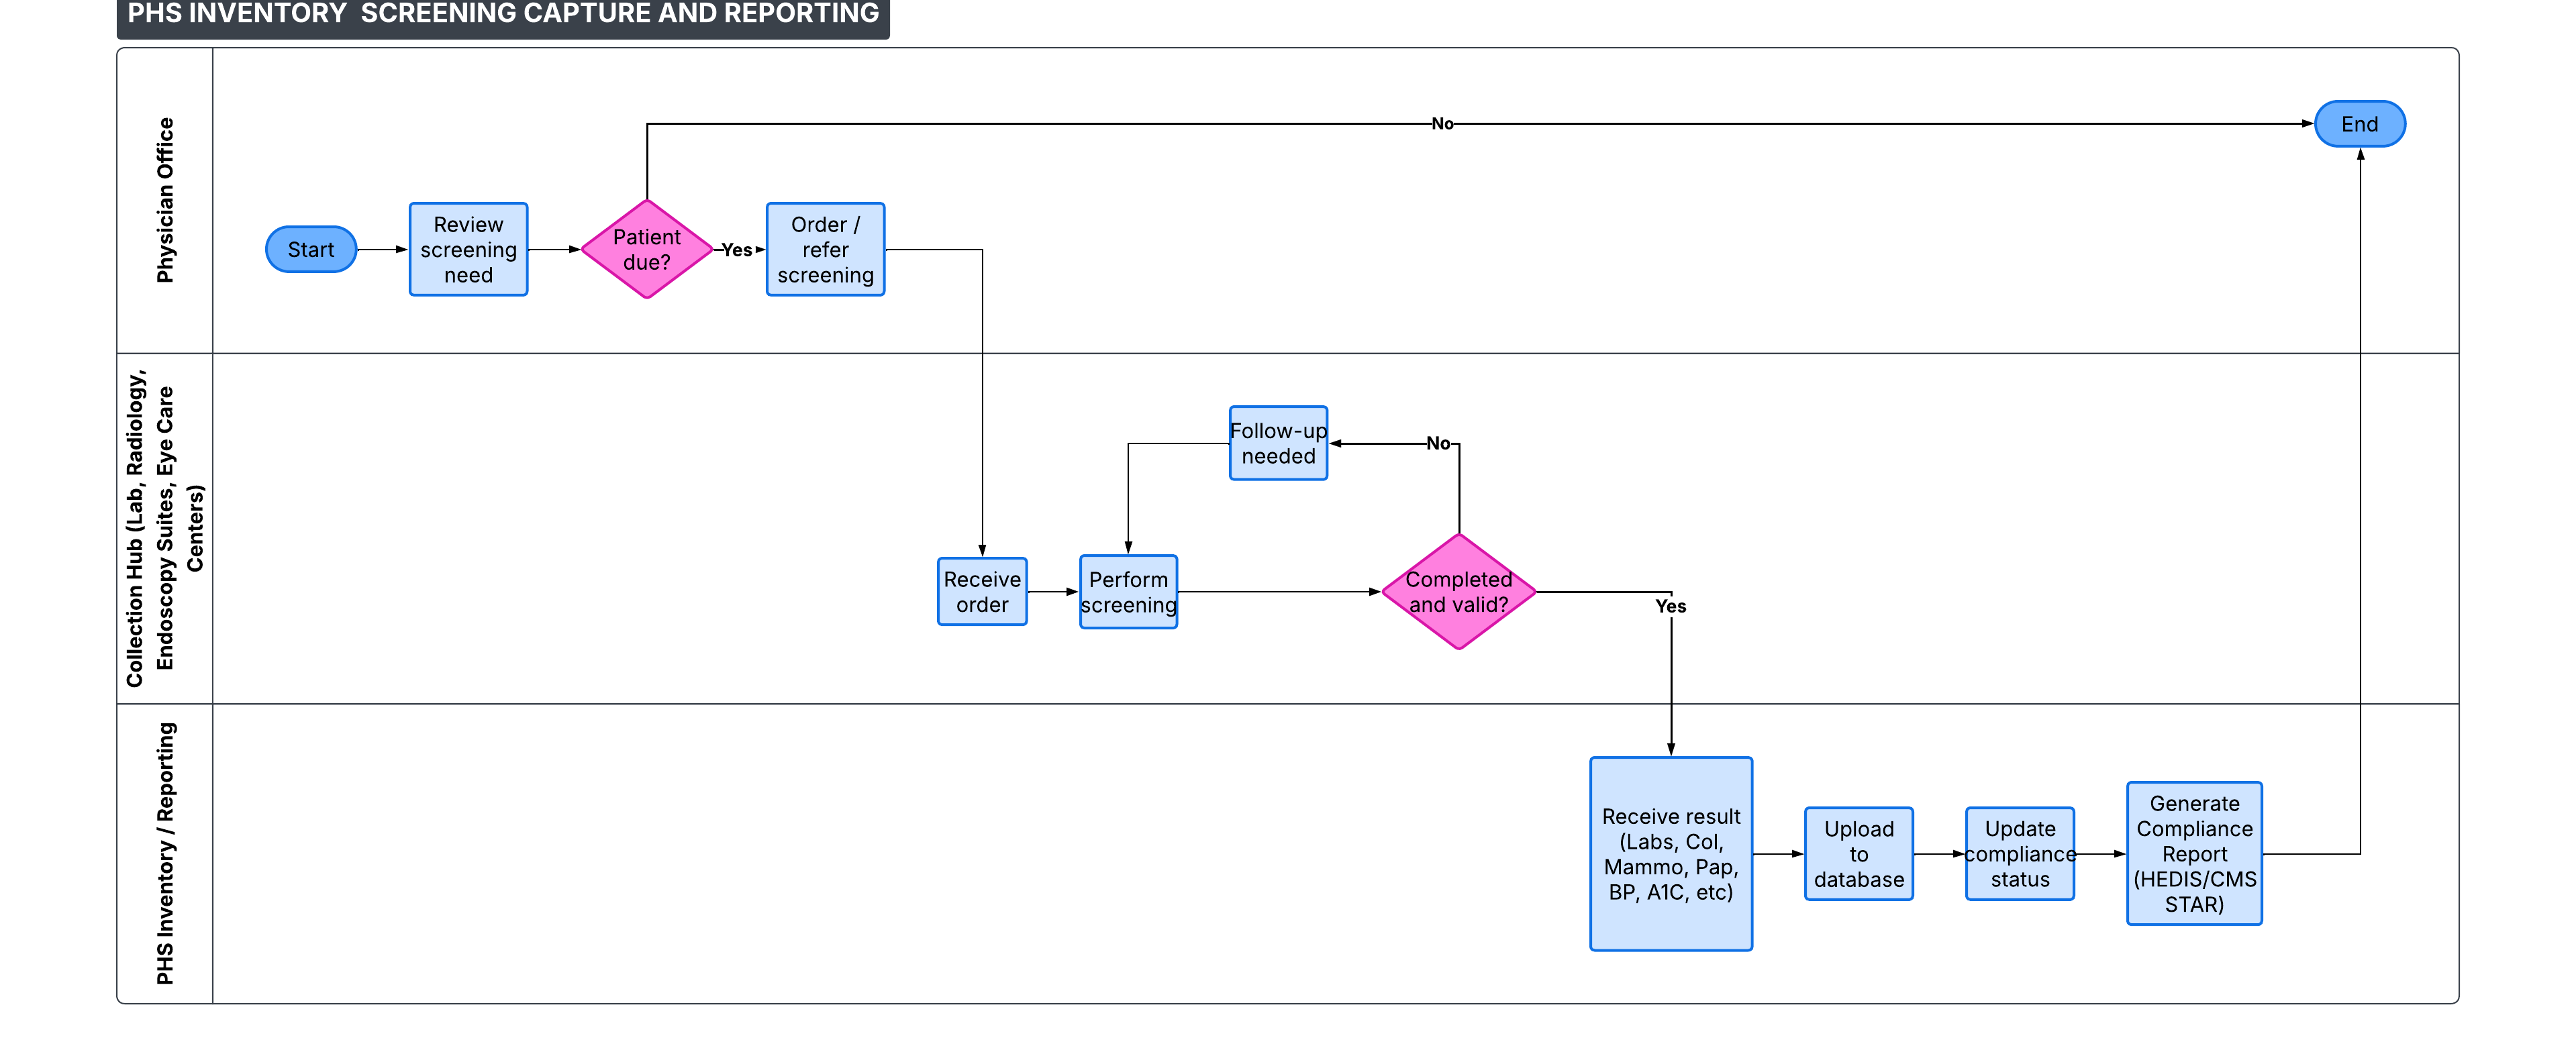 PHS INVENTORY  SCREENING CAPTURE AND REPORTING
Physician Office
Start
Review
screening
need
Patient
due?
Yes
Order /
refer
screening
No
End
Collection Hub (Lab, Radiology,
Endoscopy Suites, Eye Care
Centers)
Receive
order
Perform
screening
Follow-up
needed
No
Completed
and valid?
Yes
PHS Inventory / Reporting
Receive result
(Labs, Col,
Mammo, Pap,
BP, A1C, etc)
Upload
to
database
Update
compliance
status
Generate
Compliance
Report
(HEDIS/CMS
STAR)